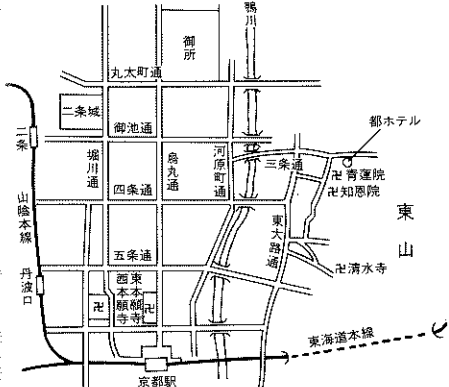 鴨川
御所
丸太町通
二条城
御池通
都ホテル
二条
堀川通
烏丸通
河原町通
三条通
卍青蓮院
卍知恩院
山陰本線
四条通
東大路通
東山
五条通
卍清水寺
丹波口
西本願寺
東本願寺
卍
卍
東海道本線
京都駅